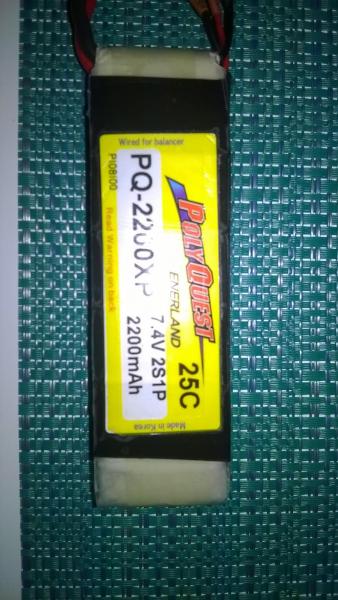 POLYQUEST
ENERLAND 25C
Wired for balancer
PQ-2200XP 7.4V 2S1P
2200mAh
Made in Korea
PI08I00
Read Warning on back